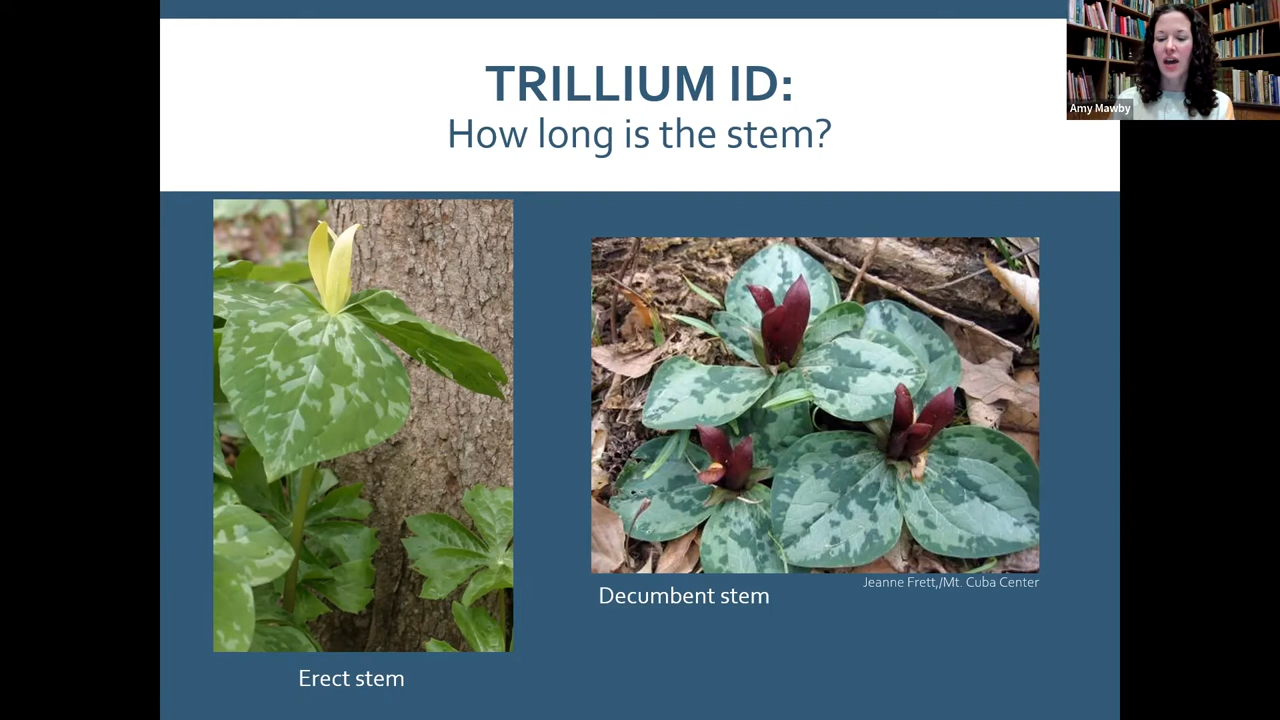 TRILLIUM ID:
How long is the stem?
Amy Mawby
Jeanne Frett,/Mt. Cuba Center
Decumbent stem
Erect stem